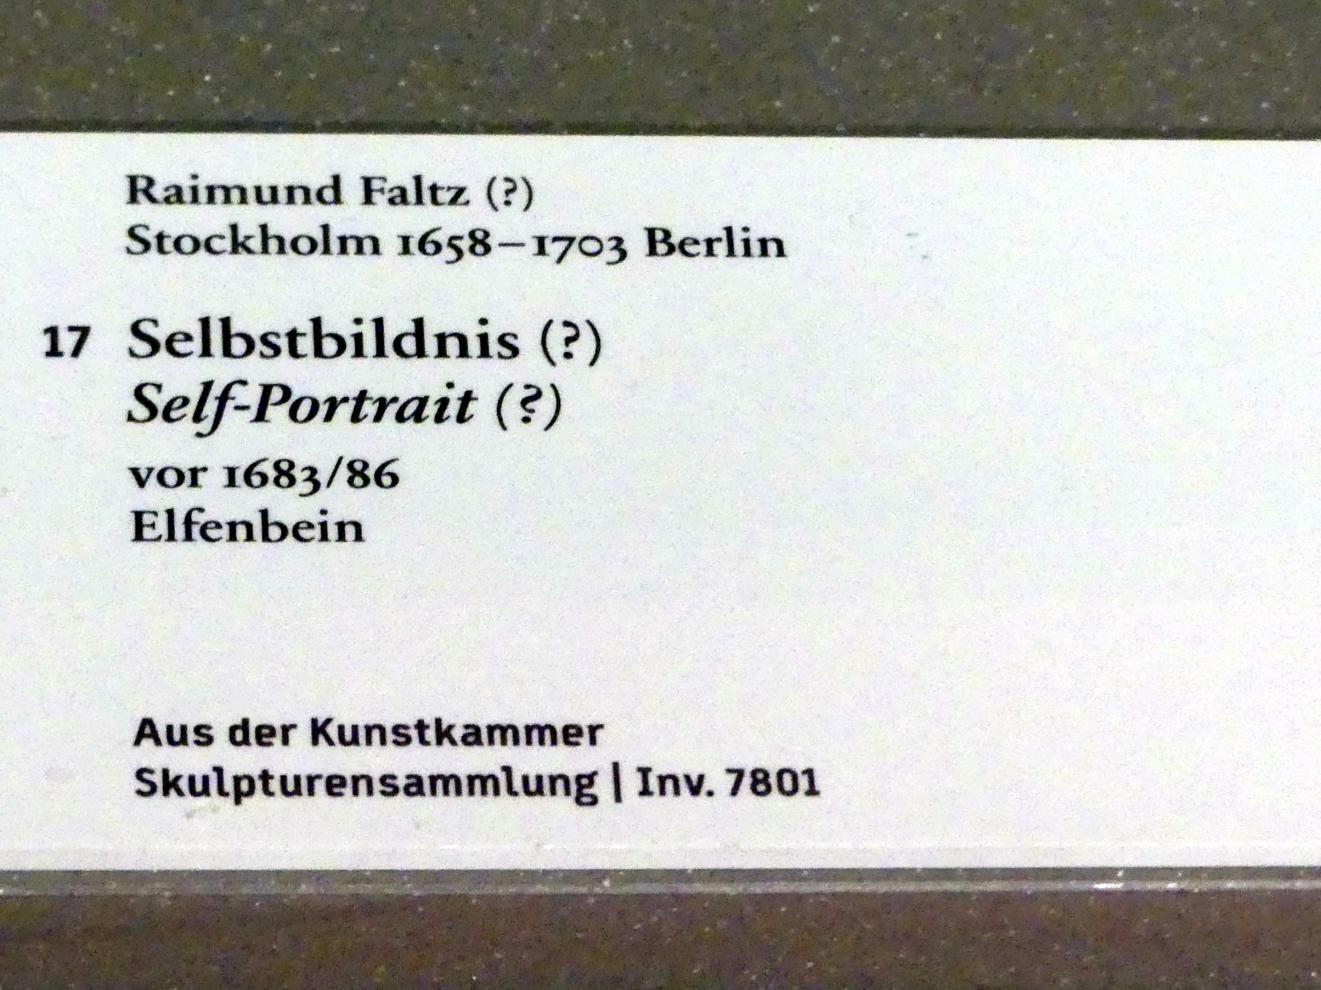 Raimund Faltz (?)
Stockholm 1658–1703 Berlin
17 Selbstbildnis (?)
Self-Portrait (?)
vor 1683/86
Elfenbein
Aus der Kunstkammer
Skulpturensammlung | Inv. 7801